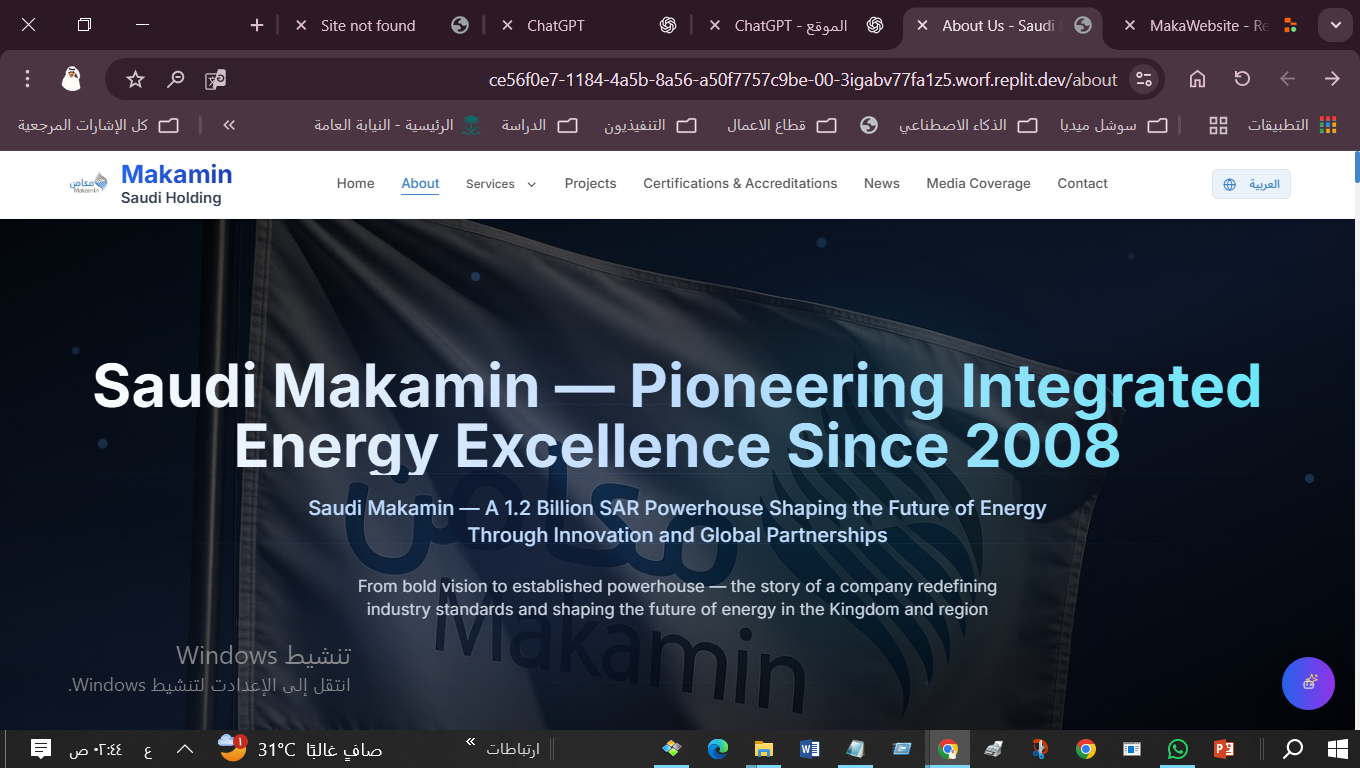 Site not found
ChatGPT
ChatGPT - الموقع
About Us - Saudi
MakaWebsite - Re
ce56f0e7-1184-4a5b-8a56-a50f7757c9be-00-3igabv77fa1z5.worf.replit.dev/about
التطبيقات
سوشل ميديا
الذكاء الاصطناعي
قطاع الاعمال
التنفيذيون
الدراسة
الرئيسية - النيابة العامة
«
كل الإشارات المرجعية
مكامن
Makamin
Makamin
Saudi Holding
Home
About
Services
Projects
Certifications & Accreditations
News
Media Coverage
Contact
العربية
Saudi Makamin — Pioneering Integrated
Energy Excellence Since 2008
Saudi Makamin — A 1.2 Billion SAR Powerhouse Shaping the Future of Energy
Through Innovation and Global Partnerships
From bold vision to established powerhouse — the story of a company redefining
industry standards and shaping the future of energy in the Kingdom and region
مكامن
Makamin
تنشيط Windows
انتقل إلى الإعدادت لتنشيط Windows.
٠٢:٤٤ ص
ع
31°C صافٍ غالبًا
1
«
ارتباطات